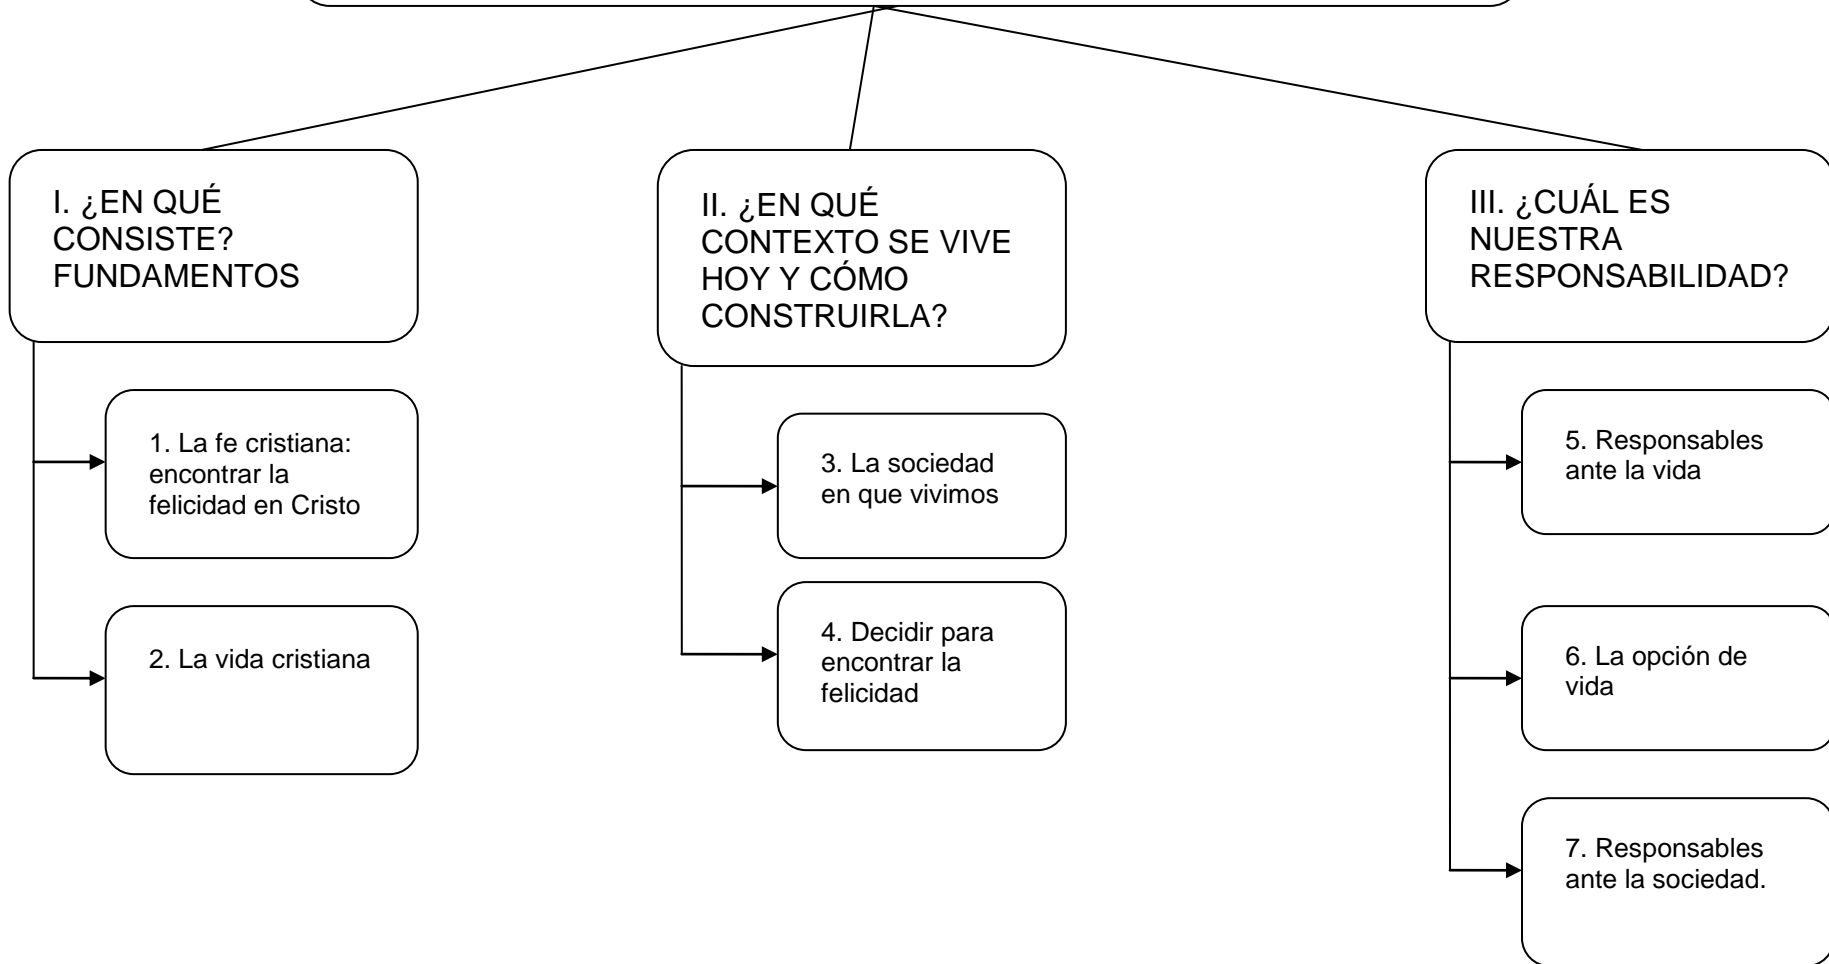 I. ¿EN QUÉ
CONSISTE?
FUNDAMENTOS
1. La fe cristiana:
encontrar la
felicidad en Cristo
2. La vida cristiana
II. ¿EN QUÉ
CONTEXTO SE VIVE
HOY Y CÓMO
CONSTRUIRLA?
3. La sociedad
en que vivimos
4. Decidir para
encontrar la
felicidad
III. ¿CUÁL ES
NUESTRA
RESPONSABILIDAD?
5. Responsables
ante la vida
6. La opción de
vida
7. Responsables
ante la sociedad.